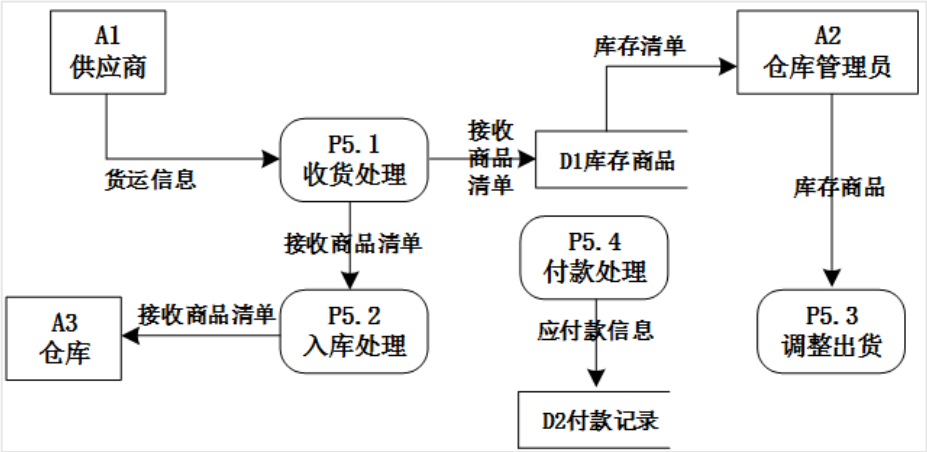 A1
供应商
库存清单
A2
仓库管理员
货运信息
P5.1
收货处理
接收
商品
清单
D1库存商品
库存商品
接收商品清单
P5.4
付款处理
A3
仓库
接收商品清单
P5.2
入库处理
应付款信息
P5.3
调整出货
D2付款记录